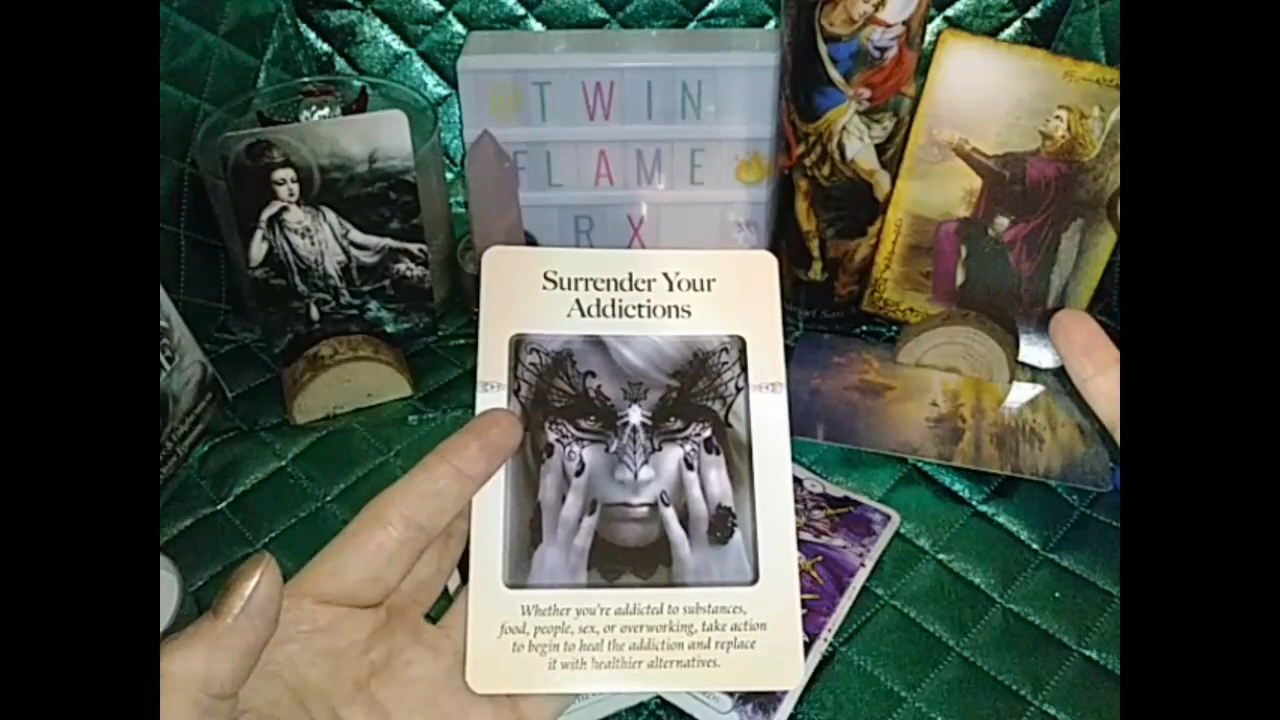 TWIN
FLAME
RX
Surrender Your
Addictions
Whether you're addicted to substances,
food, people, sex, or overworking, take action
to begin to heal the addiction and replace
it with healthier alternatives.